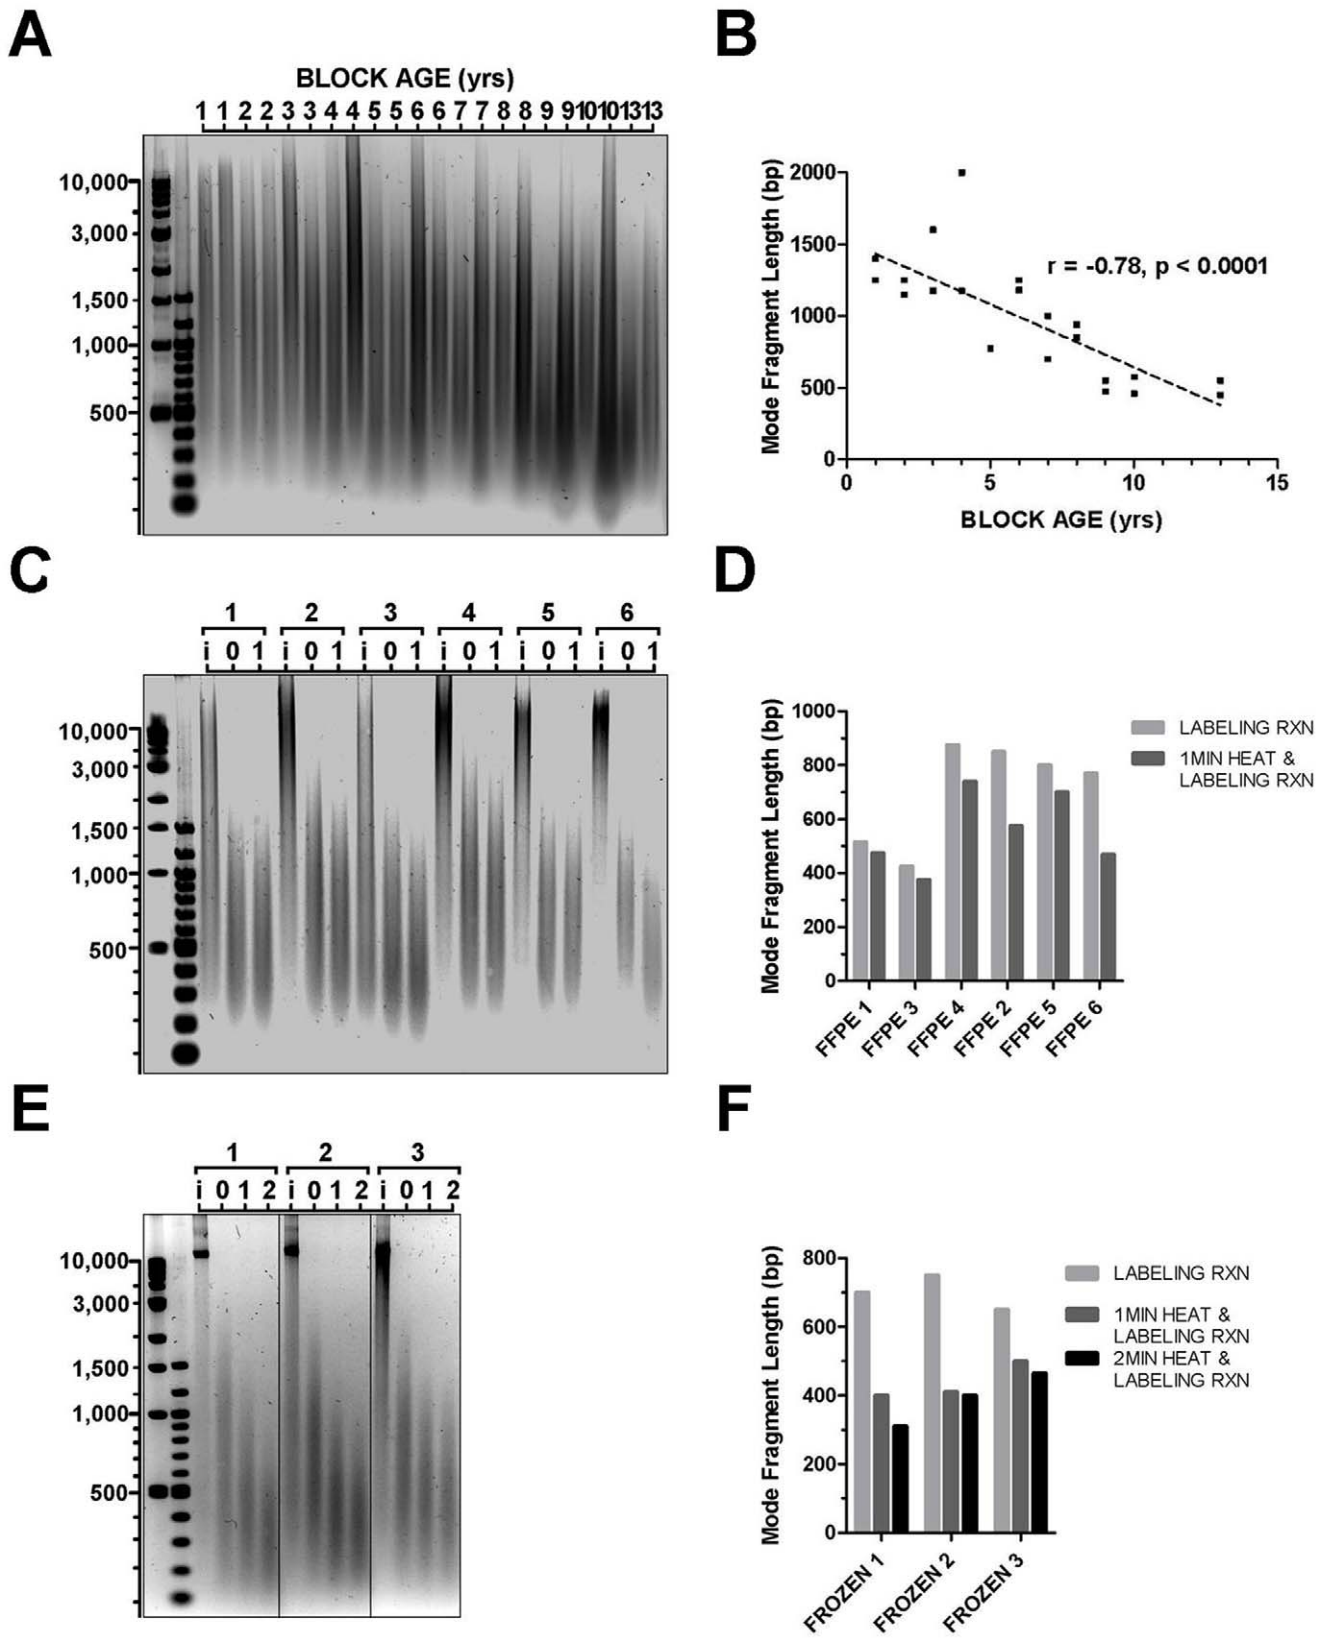 A
BLOCK AGE (yrs)
1 1 2 2 3 3 4 4 5 5 6 6 7 7 8 8 9 9 10 10 13 13
10,000
3,000
1,500
1,000
500
B
Mode Fragment Length (bp)
2000
1500
1000
500
0
r = -0.78, p < 0.0001
0 5 10 15
BLOCK AGE (yrs)
C
1 2 3 4 5 6
i 0 1 i 0 1 i 0 1 i 0 1 i 0 1 i 0 1
10,000
3,000
1,500
1,000
500
D
Mode Fragment Length (bp)
1000
800
600
400
200
0
FFPE 1 FFPE 3 FFPE 4 FFPE 2 FFPE 5 FFPE 6
LABELING RXN
1MIN HEAT &
LABELING RXN
E
1 2 3
i 0 1 2 i 0 1 2 i 0 1 2
10,000
3,000
1,500
1,000
500
F
Mode Fragment Length (bp)
800
600
400
200
0
FROZEN 1 FROZEN 2 FROZEN 3
LABELING RXN
1MIN HEAT &
LABELING RXN
2MIN HEAT &
LABELING RXN